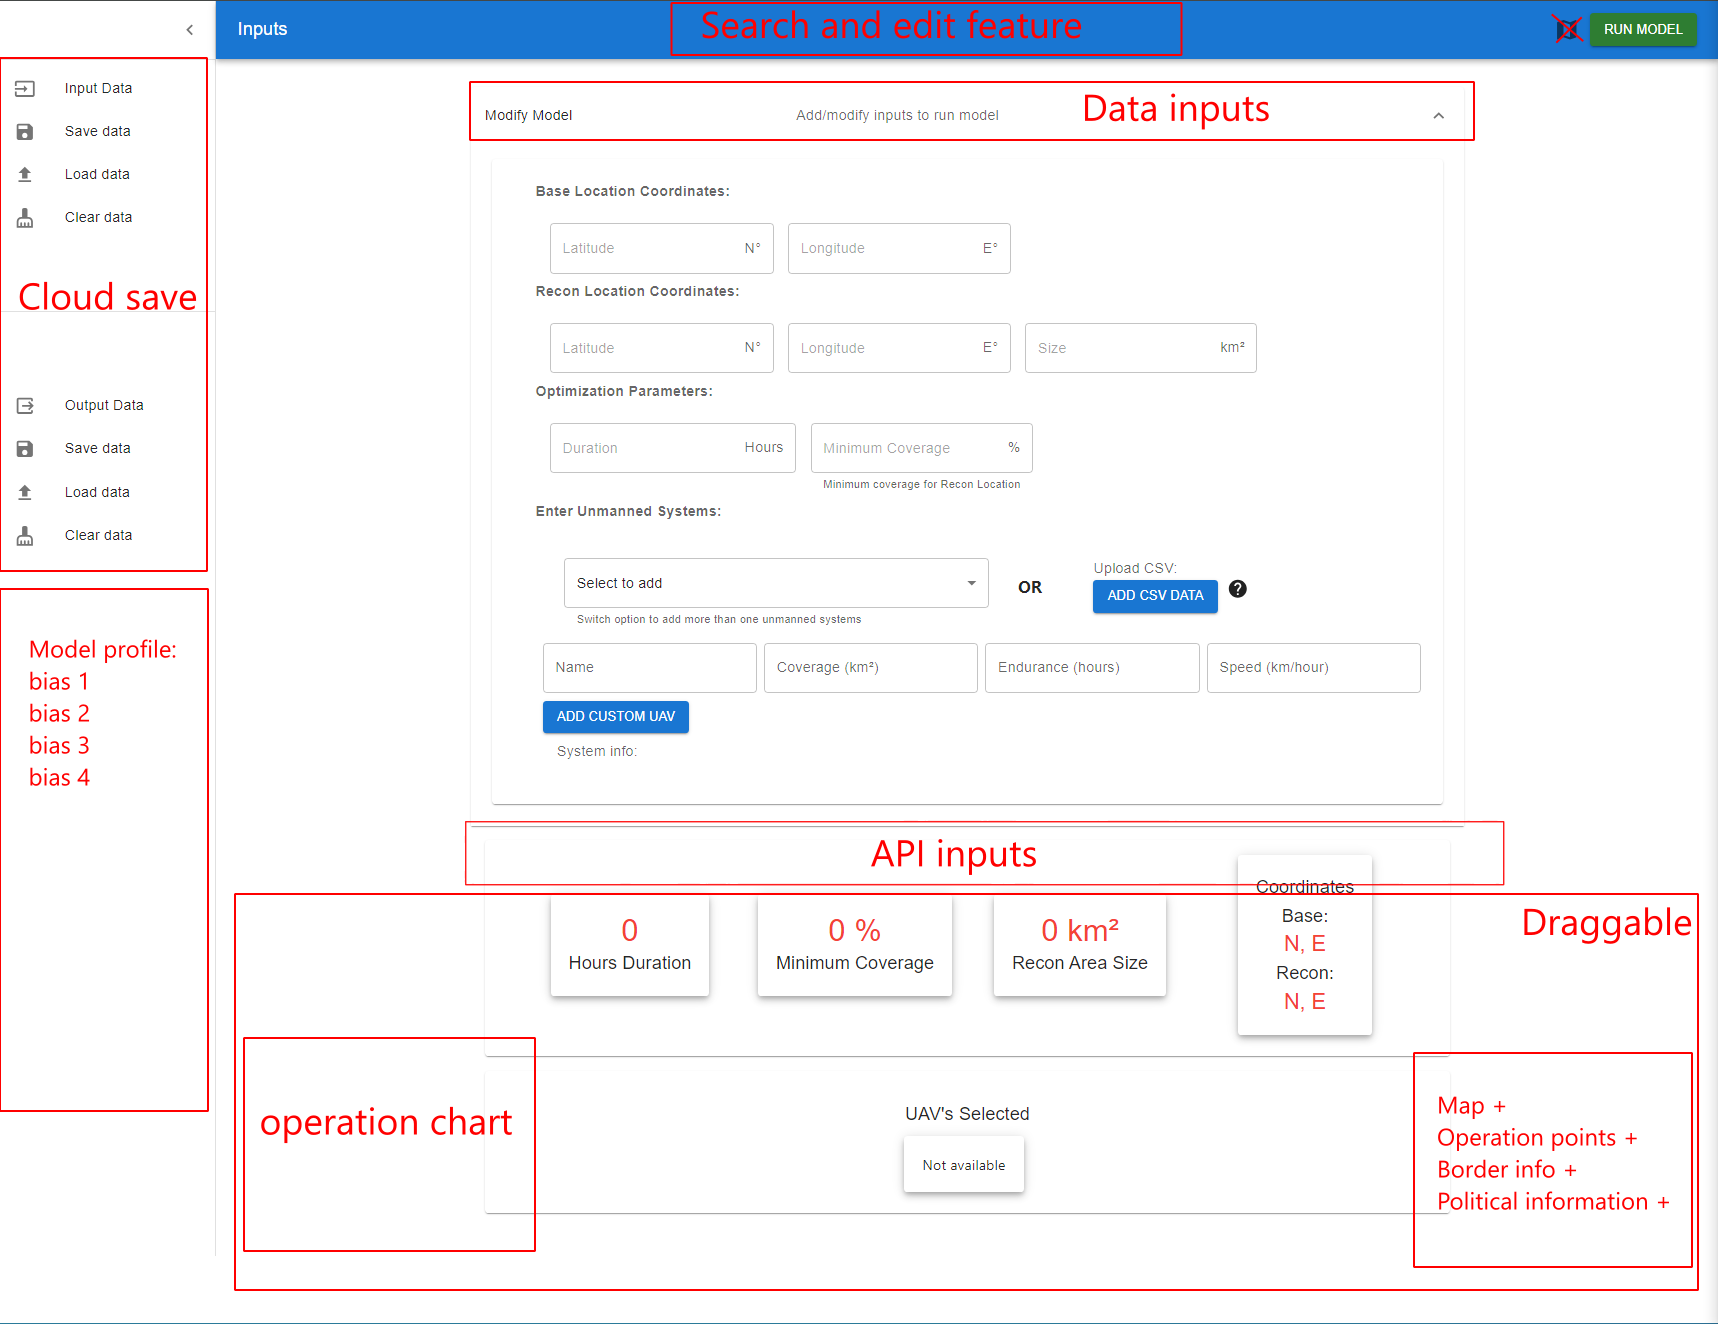 Inputs
Search and edit feature
RUN MODEL
Input Data
Save data
Load data
Clear data
Cloud save
Output Data
Save data
Load data
Clear data
Model profile:
bias 1
bias 2
bias 3
bias 4
Modify Model
Add/modify inputs to run model
Data inputs
Base Location Coordinates:
Latitude N°
Longitude E°
Recon Location Coordinates:
Latitude N°
Longitude E°
Size km²
Optimization Parameters:
Duration Hours
Minimum Coverage %
Minimum coverage for Recon Location
Enter Unmanned Systems:
Select to add
Switch option to add more than one unmanned systems
OR
Upload CSV:
ADD CSV DATA
?
Name
Coverage (km²)
Endurance (hours)
Speed (km/hour)
ADD CUSTOM UAV
System info:
API inputs
Draggable
0
Hours Duration
0 %
Minimum Coverage
0 km²
Recon Area Size
Coordinates
Base:
N, E
Recon:
N, E
operation chart
UAV's Selected
Not available
Map +
Operation points +
Border info +
Political information +